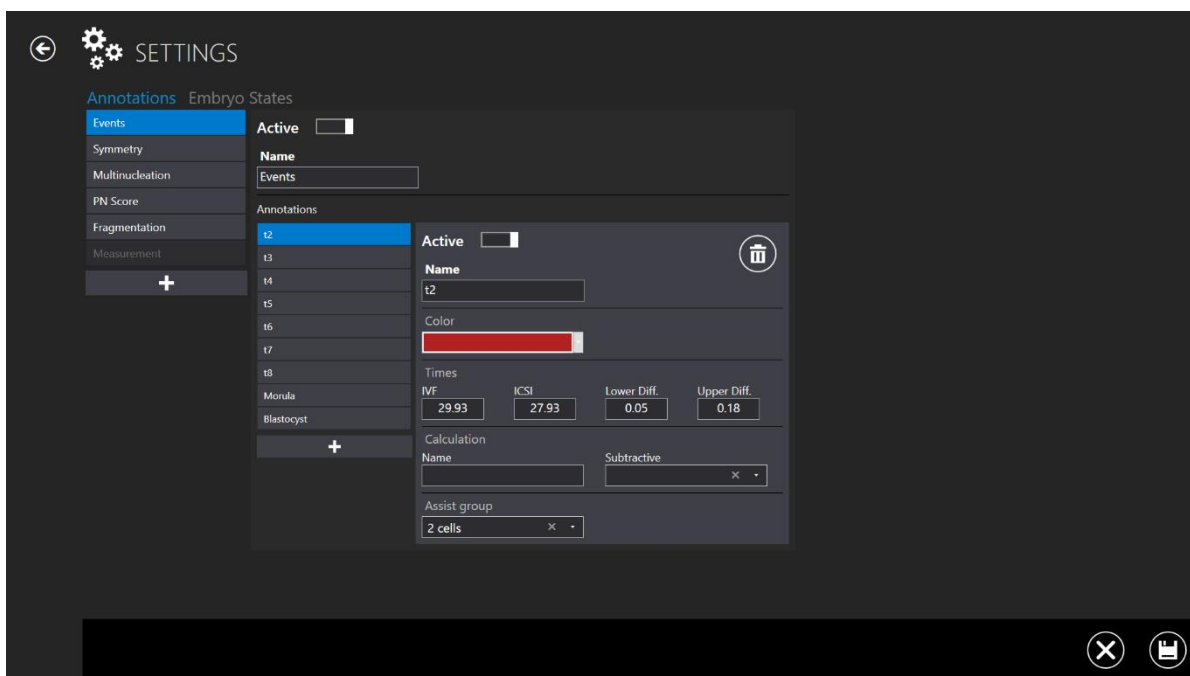 SETTINGS
Annotations Embryo States
Events
Symmetry
Multinucleation
PN Score
Fragmentation
Measurement
Active
Name
Events
Annotations
t2
t3
t4
t5
t6
t7
t8
Morula
Blastocyst
Active
Name
t2
Color
Times
IVF ICSI Lower Diff. Upper Diff.
29.93 27.93 0.05 0.18
Calculation
Name Subtractive
Assist group
2 cells